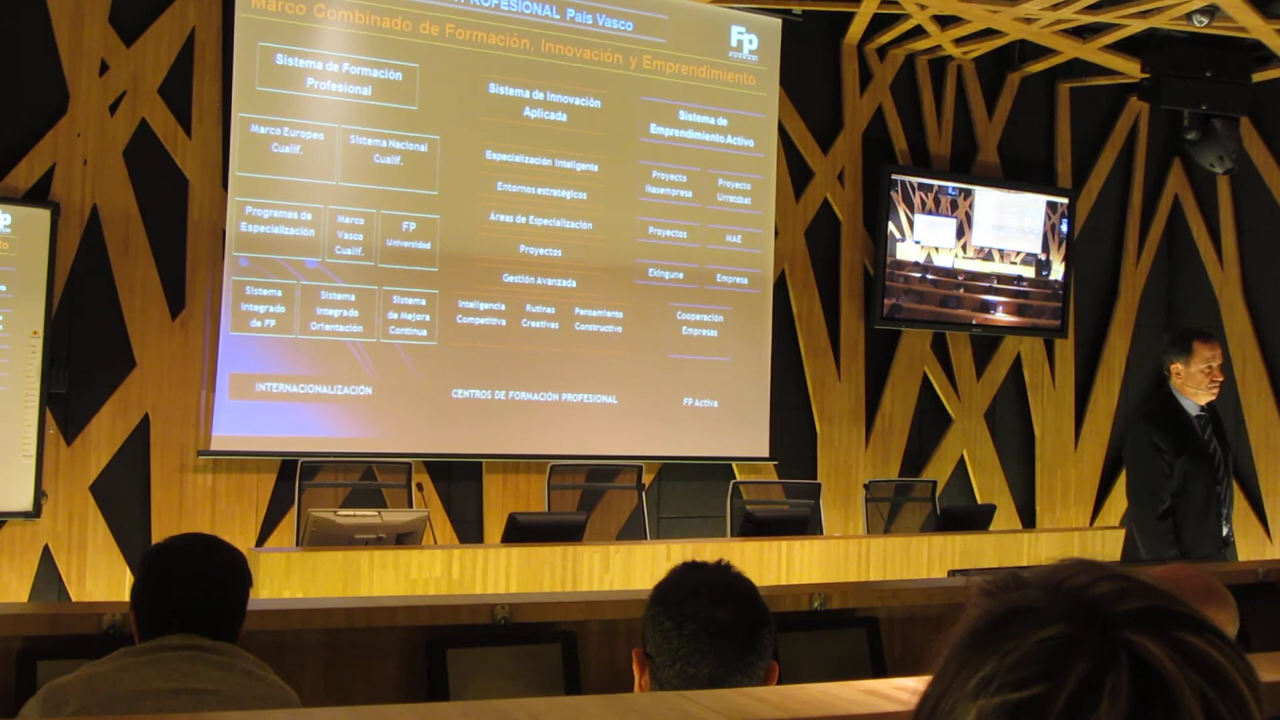 ROFESIONAL País Vasco
Marco Combinado de Formación, Innovación y Emprendimiento
Fp
Sistema de Formación
Profesional
Marco Europeo
Cualif.
Sistema Nacional
Cualif.
Programas de
Especialización
Marco
Vasco
Cualif.
FP
Universidad
Sistema
Integrado
de FP
Sistema
Integrado
Orientación
Sistema
de Mejora
Continua
INTERNACIONALIZACIÓN
Sistema de Innovación
Aplicada
Especialización Inteligente
Entornos estratégicos
Áreas de Especialización
Proyectos
Gestión Avanzada
Inteligencia
Competitiva
Rutinas
Creativas
Pensamiento
Constructivo
CENTROS DE FORMACIÓN PROFESIONAL
Sistema de
Emprendimiento Activo
Proyecto
Ikasempresa
Proyecto
Urratsbat
Proyectos
MAE
Ekingune
Empresa
Cooperación
Empresas
FP Activa